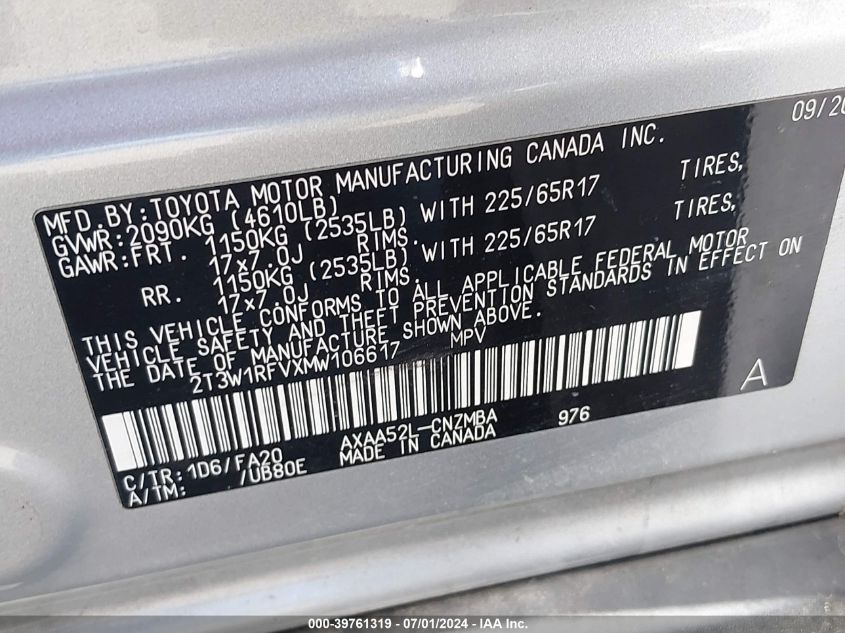 09/20
MFD.BY:TOYOTA MOTOR MANUFACTURING CANADA INC.
GVWR:2090KG (4610LB)
GAWR:FRT. 1150KG (2535LB) WITH 225/65R17 TIRES,
17x7.0J RIMS.
RR. 1150KG (2535LB) WITH 225/65R17 TIRES,
17x7.0J RIMS.
THIS VEHICLE CONFORMS TO ALL APPLICABLE FEDERAL MOTOR
VEHICLE SAFETY AND THEFT PREVENTION STANDARDS IN EFFECT ON
THE DATE OF MANUFACTURE SHOWN ABOVE.
2T3W1RFVXMW106617 MPV
A
C/TR:1D6/FA20 AXAA52L-CNZMBA 976
A/TM: /UB80E MADE IN CANADA
000-39761319 / 07/01/2024 - IAA Inc.